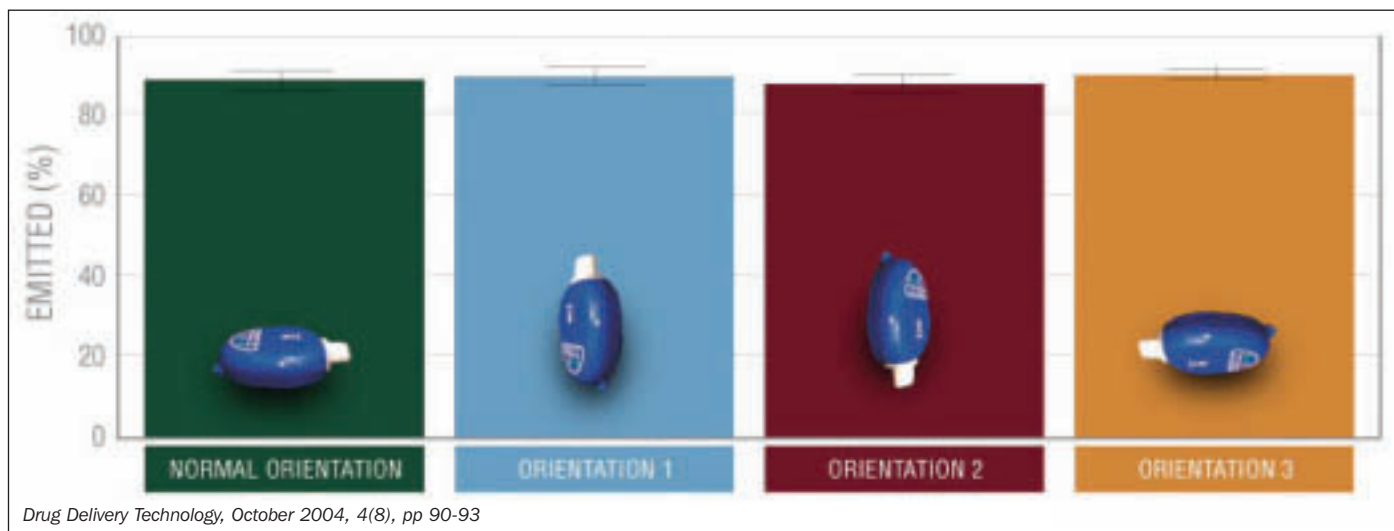 100
80
60
40
20
0
EMITTED (%)
NORMAL ORIENTATION
ORIENTATION 1
ORIENTATION 2
ORIENTATION 3
Drug Delivery Technology, October 2004, 4(8), pp 90-93